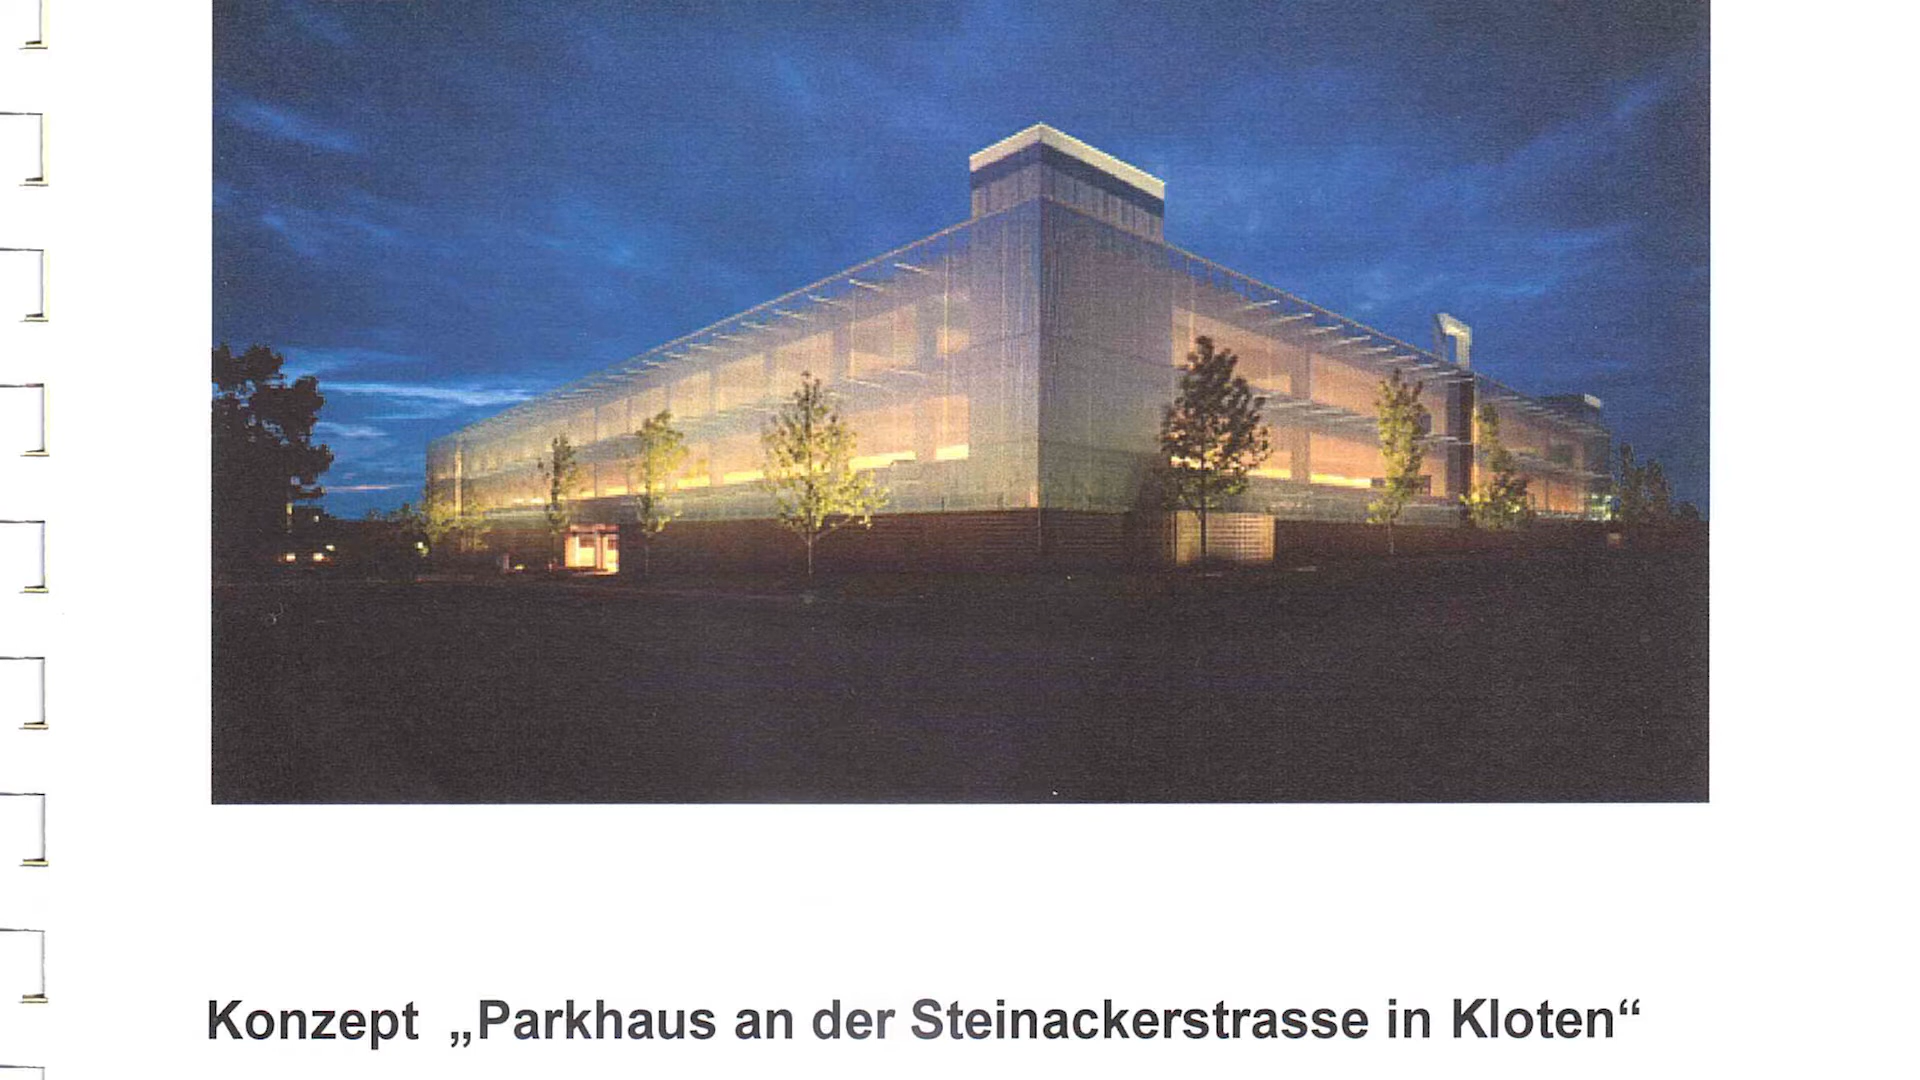 Konzept „Parkhaus an der Steinackerstrasse in Kloten“